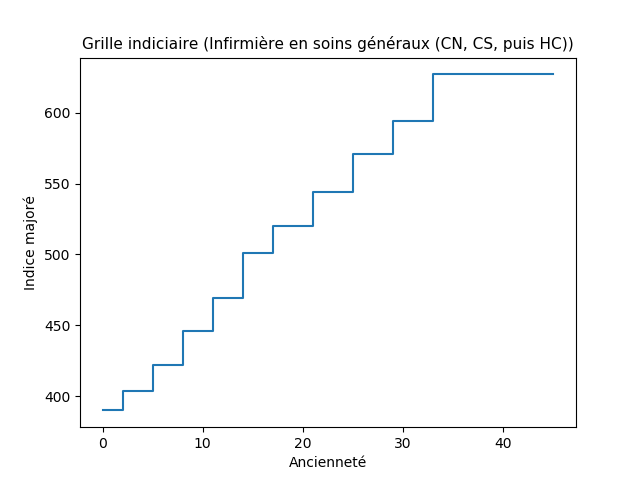 Grille indiciaire (Infirmière en soins généraux (CN, CS, puis HC))
Indice majoré
600
550
500
450
400
0 10 20 30 40
Ancienneté